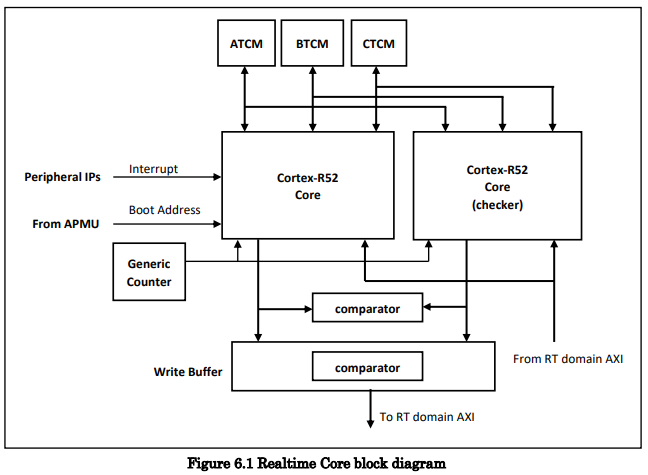 ATCM
BTCM
CTCM
Cortex-R52
Core
Cortex-R52
Core
(checker)
Peripheral IPs
Interrupt
From APMU
Boot Address
Generic
Counter
comparator
Write Buffer
comparator
From RT domain AXI
To RT domain AXI
Figure 6.1 Realtime Core block diagram